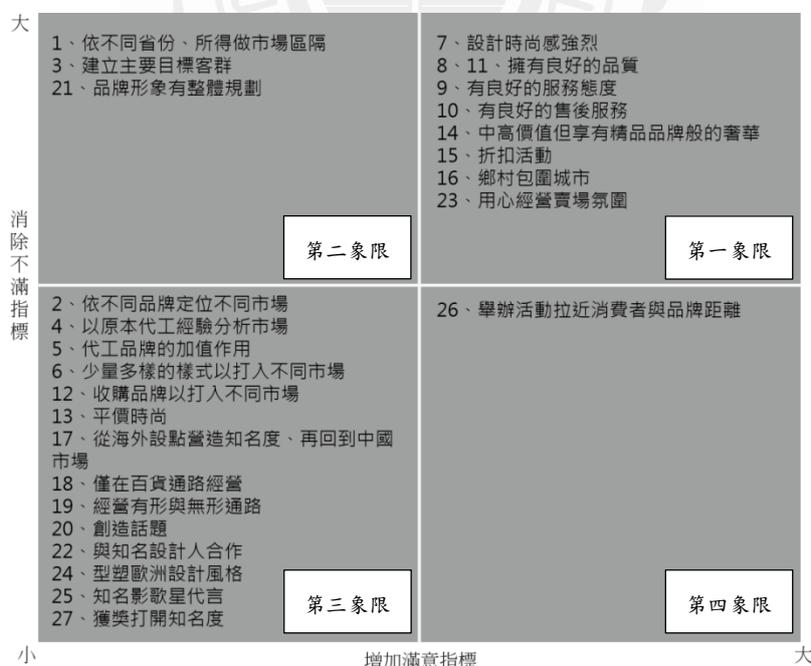 大
1、依不同省份、所得做市場區隔
3、建立主要目標客群
21、品牌形象有整體規劃
第二象限
7、設計時尚感強烈
8、11、擁有良好的品質
9、有良好的服務態度
10、有良好的售後服務
14、中高價值但享有精品品牌般的奢華
15、折扣活動
16、鄉村包圍城市
23、用心經營賣場氛圍
第一象限
消除不滿指標
2、依不同品牌定位不同市場
4、以原本代工經驗分析市場
5、代工品牌的加值作用
6、少量多樣的樣式以打入不同市場
12、收購品牌以打入不同市場
13、平價時尚
17、從海外設點營造知名度、再回到中國
市場
18、僅在百貨通路經營
19、經營有形與無形通路
20、創造話題
22、與知名設計人合作
24、型塑歐洲設計風格
25、知名影歌星代言
27、獲獎打開知名度
第三象限
26、舉辦活動拉近消費者與品牌距離
第四象限
小
增加滿意指標
大